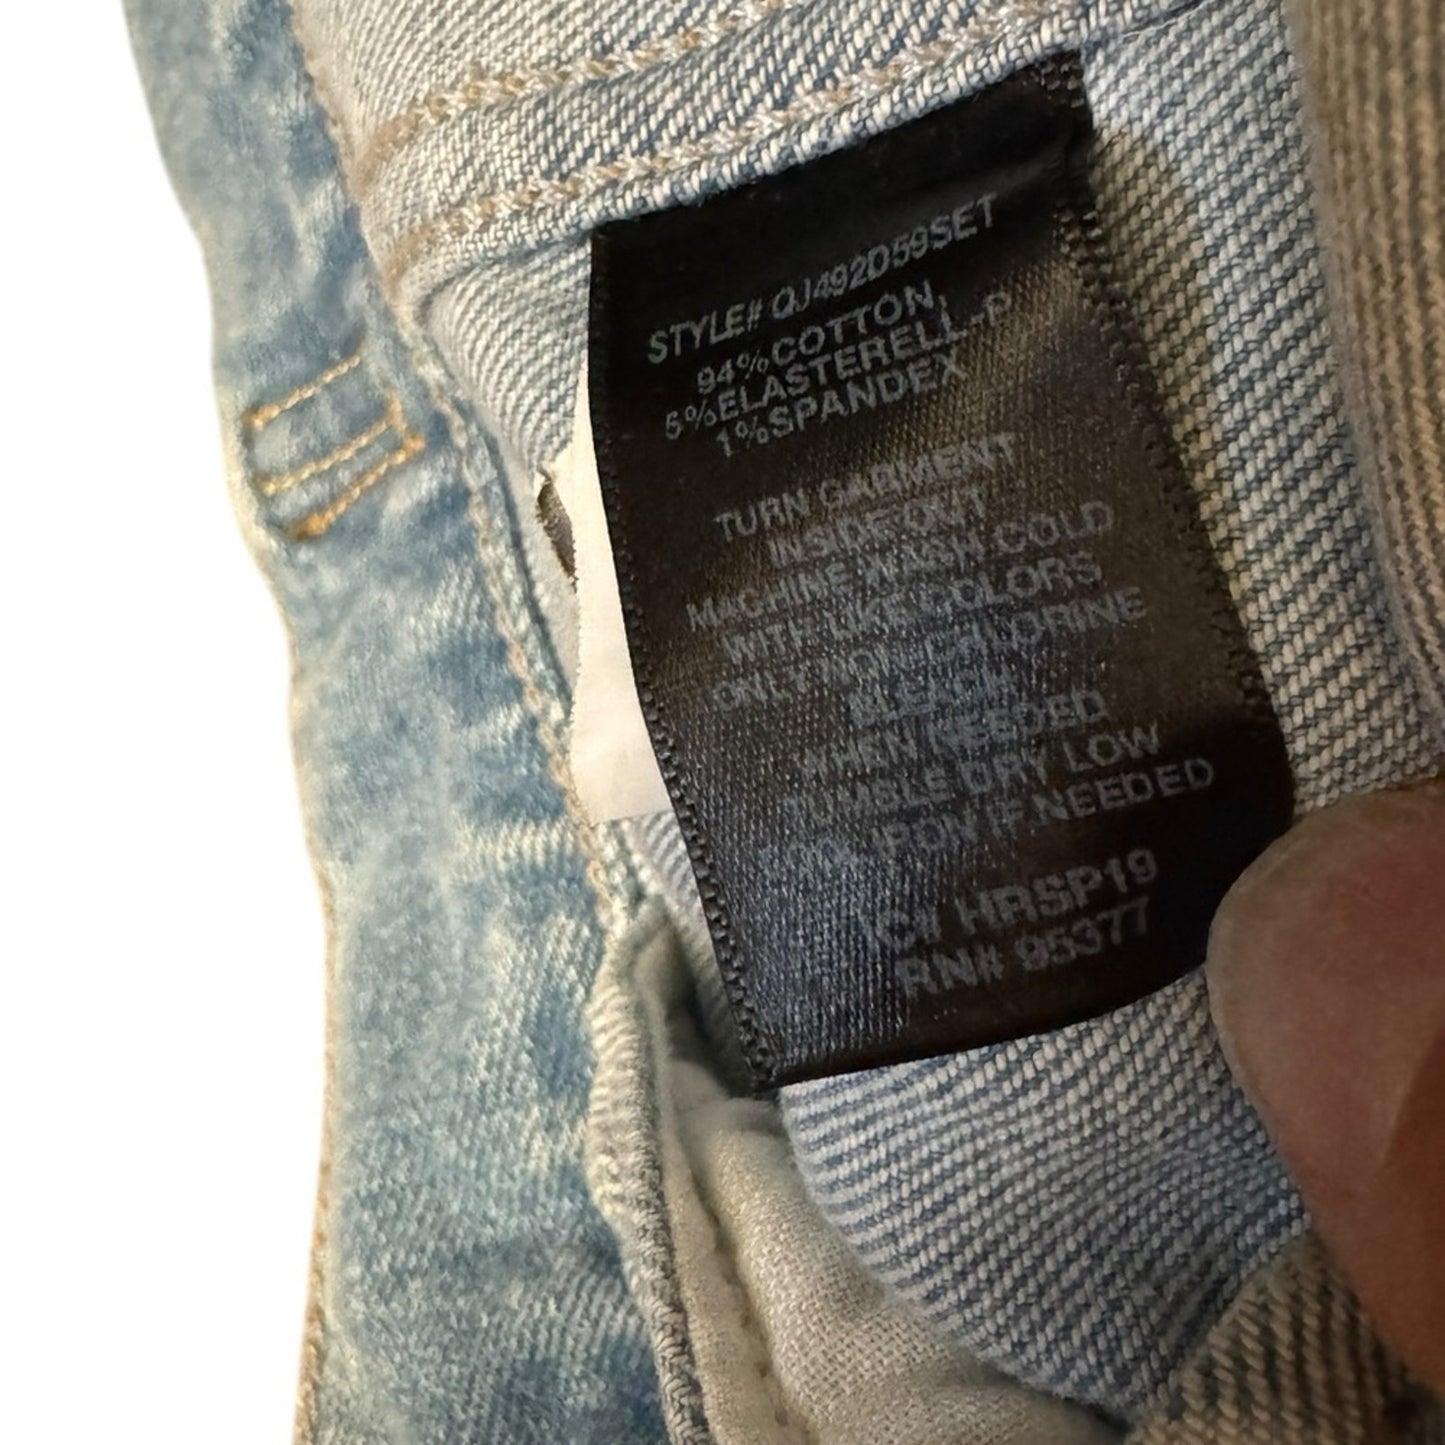 STYLE# QJ492D59SET
94%COTTON,
5%ELASTERELL-P
1%SPANDEX
TURN GARMENT
INSIDE OUT
MACHINE WASH COLD
WITH LIKE COLORS
ONLY NON-CHLORINE
BLEACH
WHEN NEEDED
TUMBLE DRY LOW
IRON IF NEEDED
HRSP19
RN# 95377